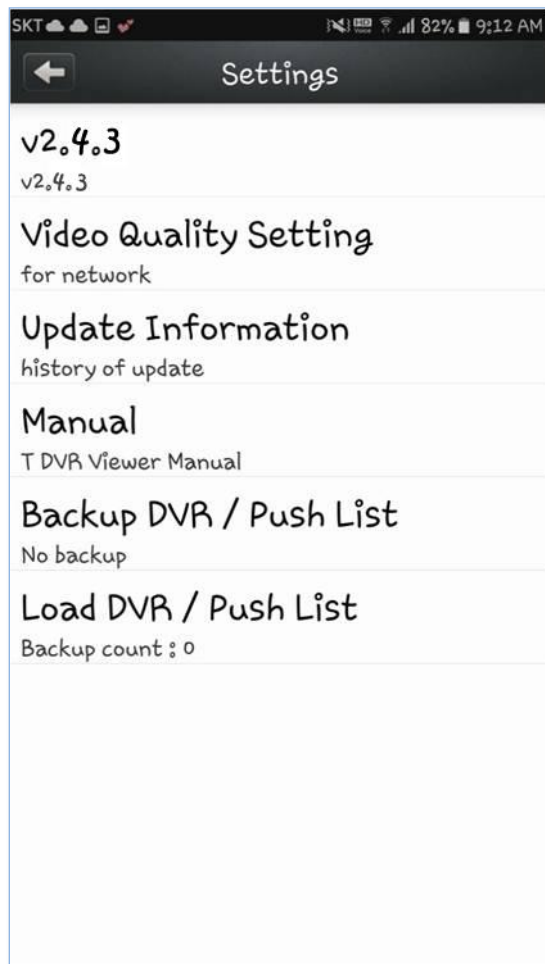 SKT 82% 9:12 AM
Settings
v2.4.3
v2.4.3
Video Quality Setting
for network
Update Information
history of update
Manual
T DVR Viewer Manual
Backup DVR / Push List
No backup
Load DVR / Push List
Backup count : 0